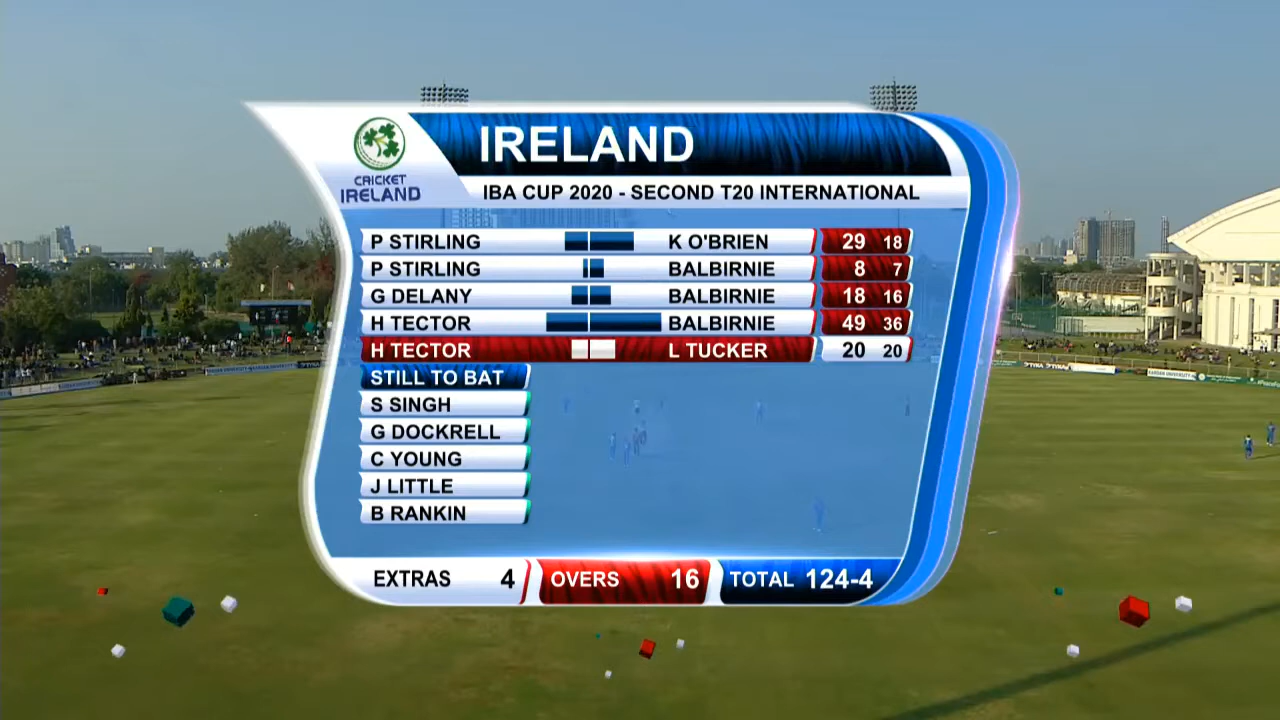 IRELAND
CRICKET
IRELAND
IBA CUP 2020 - SECOND T20 INTERNATIONAL
P STIRLING K O'BRIEN 29 18
P STIRLING BALBIRNIE 8 7
G DELANY BALBIRNIE 18 16
H TECTOR BALBIRNIE 49 36
H TECTOR L TUCKER 20 20
STILL TO BAT
S SINGH
G DOCKRELL
C YOUNG
J LITTLE
B RANKIN
EXTRAS 4 OVERS 16 TOTAL 124-4